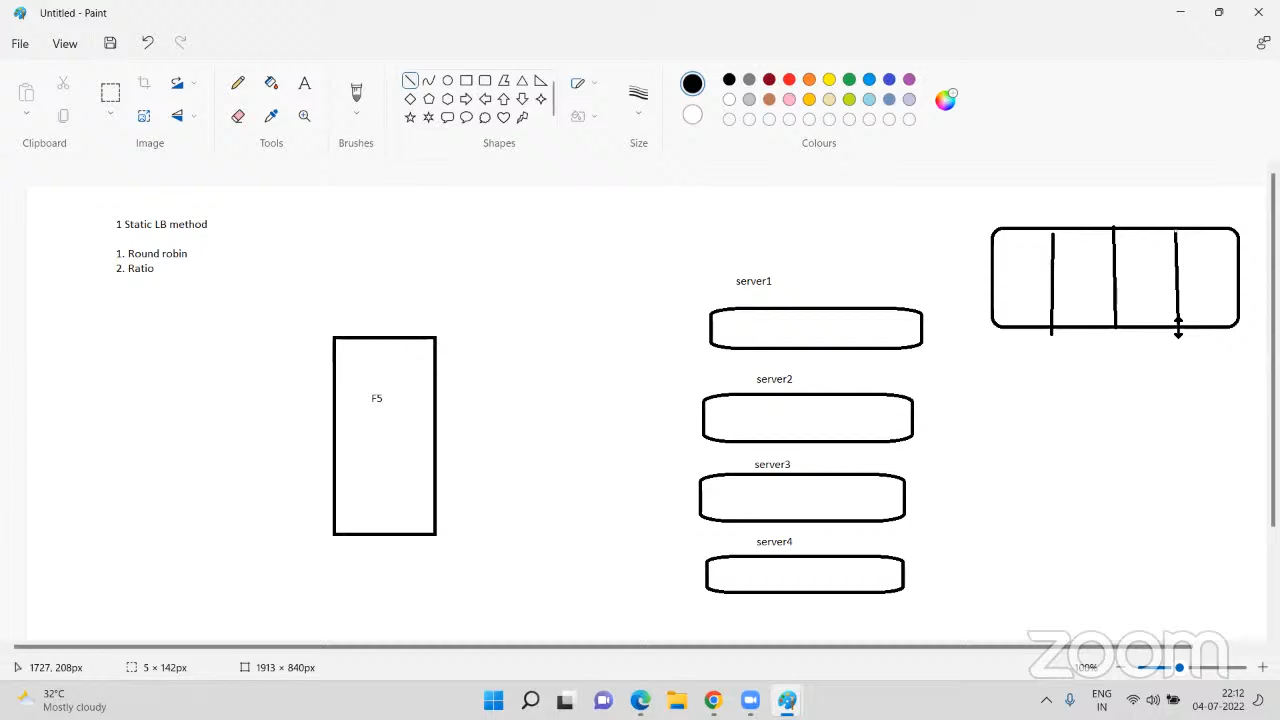 Untitled - Paint
File
View
Clipboard
Image
Tools
Brushes
Shapes
Size
Colours
1 Static LB method
1. Round robin
2. Ratio
server1
F5
server2
server3
server4
zoom
1727, 208px
5 × 142px
1913 × 840px
100%
32°C
Mostly cloudy
ENG
IN
22:12
04-07-2022